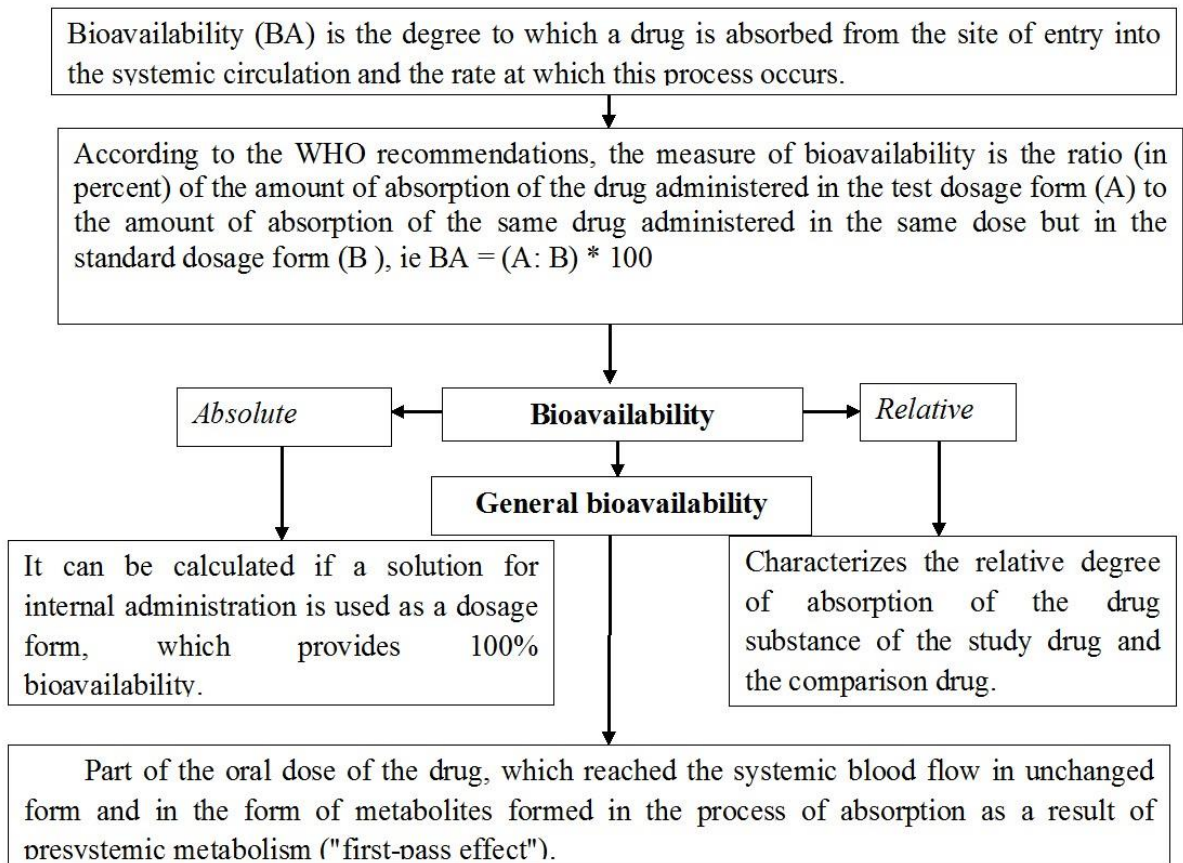 Bioavailability (BA) is the degree to which a drug is absorbed from the site of entry into
the systemic circulation and the rate at which this process occurs.
According to the WHO recommendations, the measure of bioavailability is the ratio (in
percent) of the amount of absorption of the drug administered in the test dosage form (A) to
the amount of absorption of the same drug administered in the same dose but in the
standard dosage form (B ), ie BA = (A: B) * 100
Absolute
Bioavailability
Relative
General bioavailability
It can be calculated if a solution for
internal administration is used as a dosage
form, which provides 100%
bioavailability.
Characterizes the relative degree
of absorption of the drug
substance of the study drug and
the comparison drug.
Part of the oral dose of the drug, which reached the systemic blood flow in unchanged
form and in the form of metabolites formed in the process of absorption as a result of
presystemic metabolism ("first-pass effect").